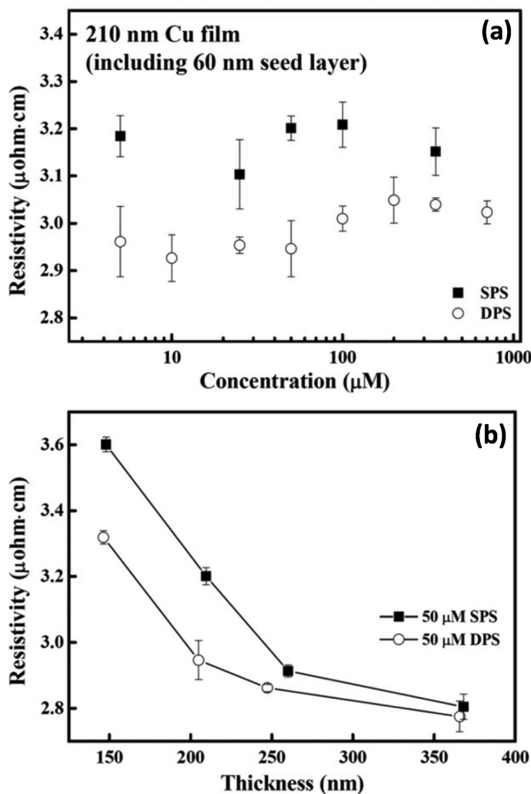 (a)
210 nm Cu film
(including 60 nm seed layer)
3.4
3.3
3.2
3.1
3.0
2.9
2.8
Resistivity (μohm·cm)
SPS
DPS
10 100 1000
Concentration (μM)
(b)
3.6
3.4
3.2
3.0
2.8
Resistivity (μohm·cm)
50 μM SPS
50 μM DPS
150 200 250 300 350 400
Thickness (nm)